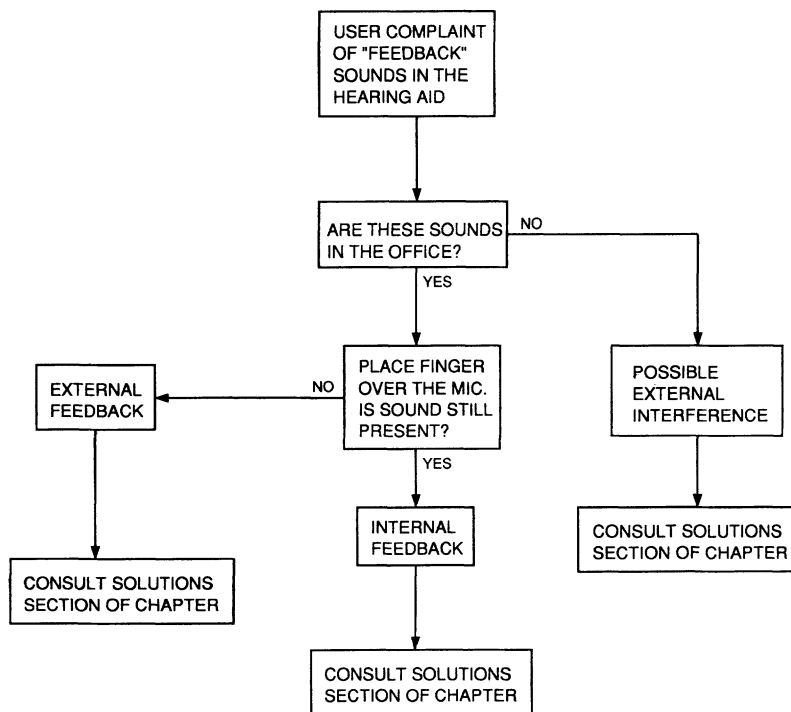 USER COMPLAINT
OF "FEEDBACK"
SOUNDS IN THE
HEARING AID
ARE THESE SOUNDS
IN THE OFFICE?
NO
YES
PLACE FINGER
OVER THE MIC.
IS SOUND STILL
PRESENT?
NO
EXTERNAL
FEEDBACK
POSSIBLE
EXTERNAL
INTERFERENCE
YES
INTERNAL
FEEDBACK
CONSULT SOLUTIONS
SECTION OF CHAPTER
CONSULT SOLUTIONS
SECTION OF CHAPTER
CONSULT SOLUTIONS
SECTION OF CHAPTER